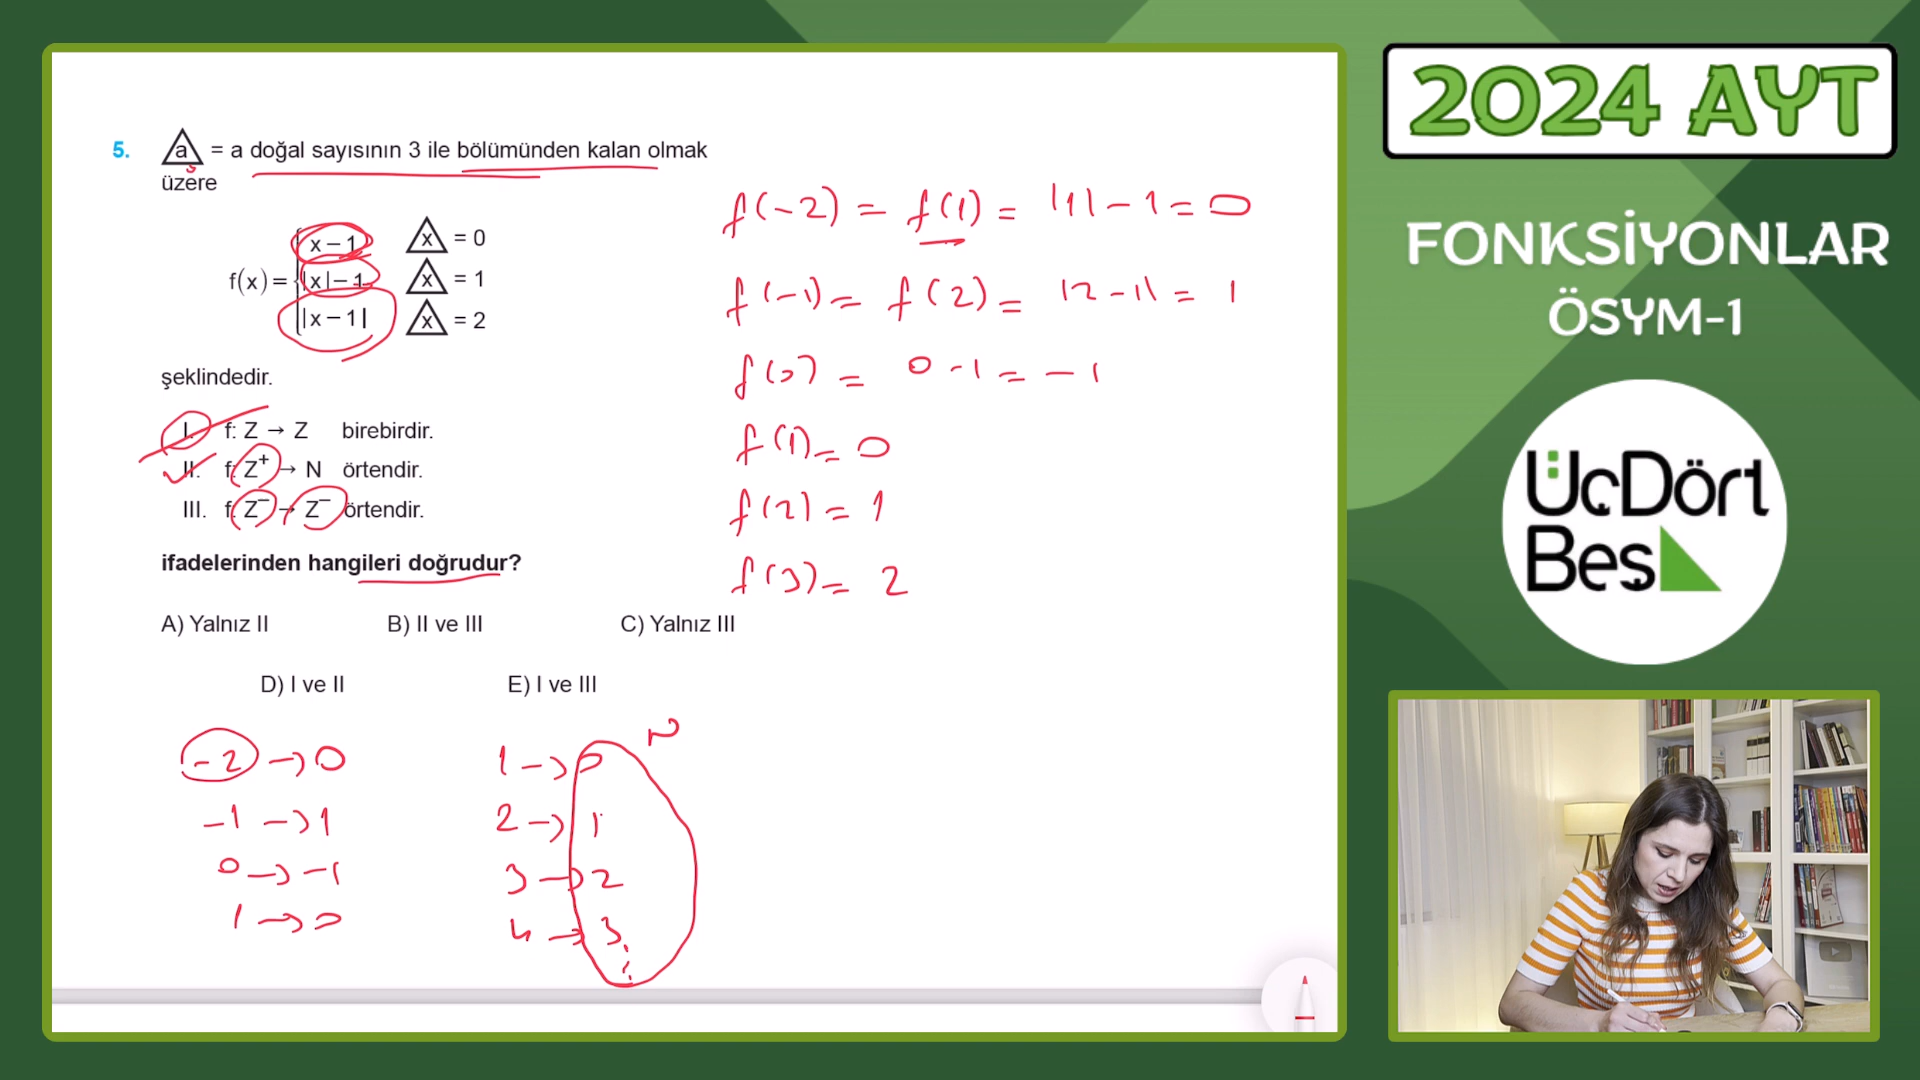 5. a = a doğal sayısının 3 ile bölümünden kalan olmak
üzere
f(x) = { x − 1 x = 0
|x| − 1 x = 1
|x − 1| x = 2
şeklindedir.
I. f: Z → Z birebirdir.
II. f: Z⁺ → N örtendir.
III. f: Z⁻ → Z⁻ örtendir.
ifadelerinden hangileri doğrudur?
A) Yalnız II B) II ve III C) Yalnız III
D) I ve II E) I ve III
f(-2) = f(1) = |1| - 1 = 0
f(-1) = f(2) = |2-1| = 1
f(0) = 0 - 1 = -1
f(1) = 0
f(2) = 1
f(3) = 2
-2 → 0
-1 → 1
0 → -1
1 → 0
N
1 → 0
2 → 1
3 → 2
4 → 3
2024 AYT
FONKSİYONLAR
ÖSYM-1
ÜçDört
Beş